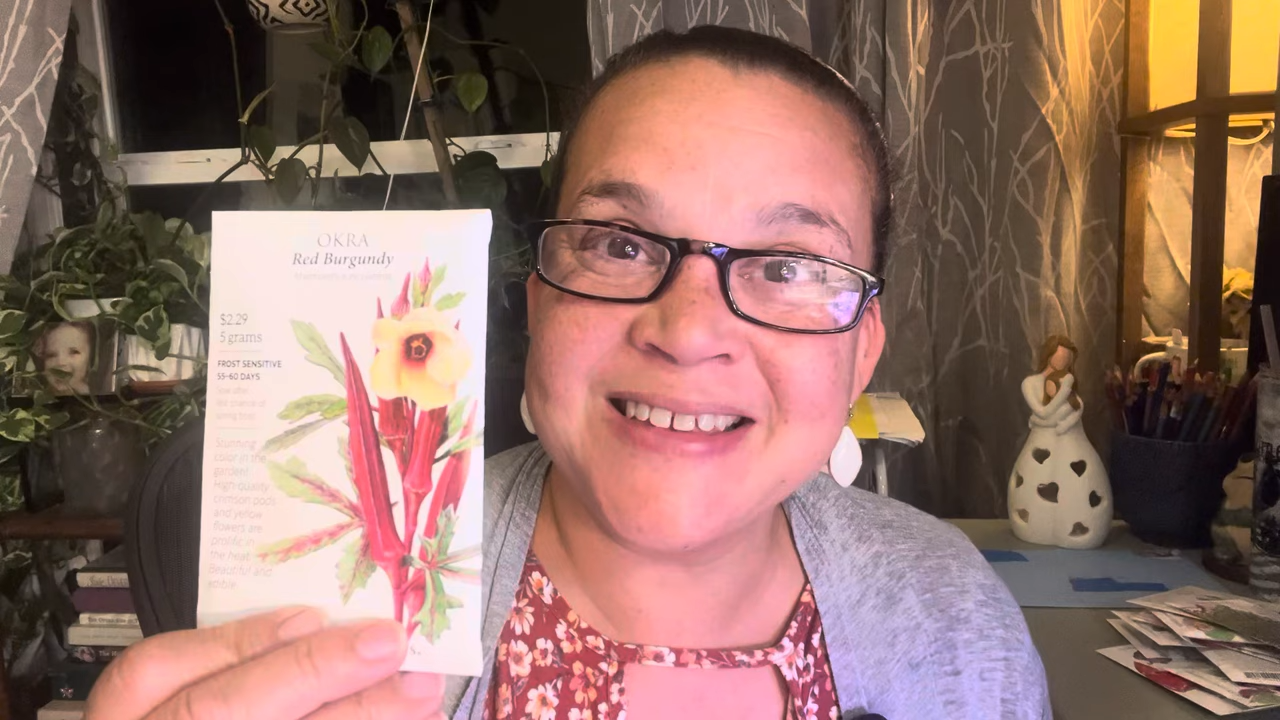 OKRA
Red Burgundy
$2.29
5 grams
FROST SENSITIVE
55-60 DAYS
Stunning
color in the
garden!
High-quality
crimson pods
and yellow
flowers are
prolific in
the heat.
Beautiful and
edible.